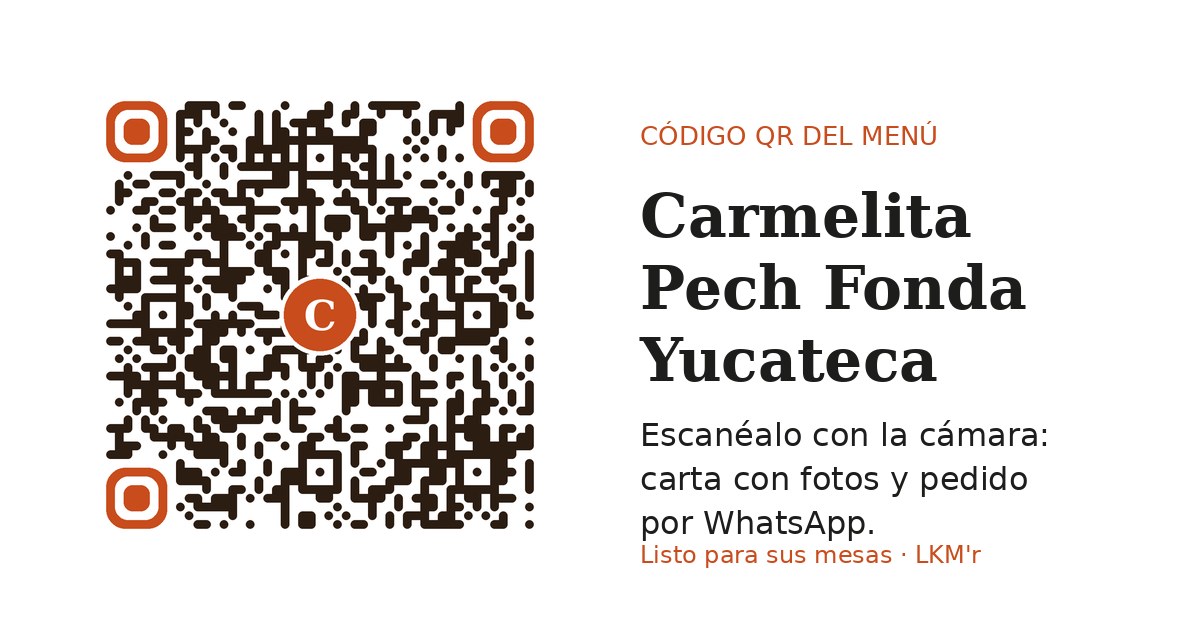 C
CÓDIGO QR DEL MENÚ
Carmelita
Pech Fonda
Yucateca
Escanéalo con la cámara:
carta con fotos y pedido
por WhatsApp.
Listo para sus mesas · LKM'r